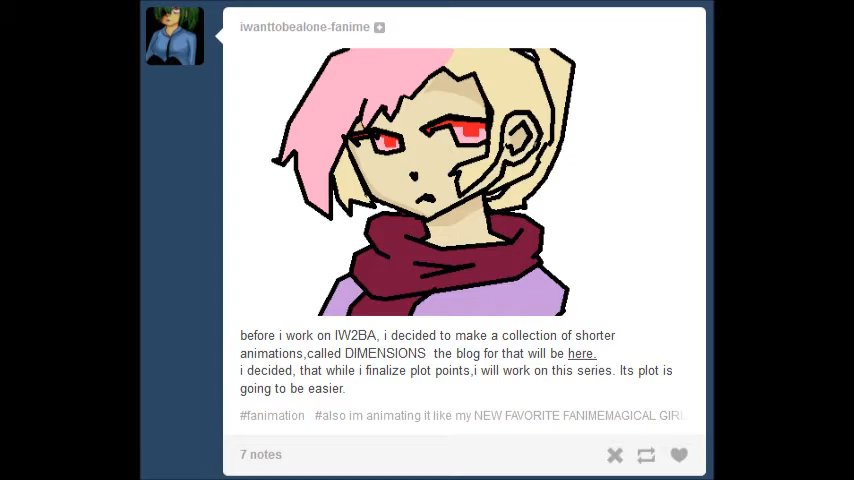 iwanttobealone-fanime
before i work on IW2BA, i decided to make a collection of shorter
animations,called DIMENSIONS the blog for that will be here.
i decided, that while i finalize plot points,i will work on this series. Its plot is
going to be easier.
#fanimation #also im animating it like my NEW FAVORITE FANIMEMAGICAL GIRL
7 notes